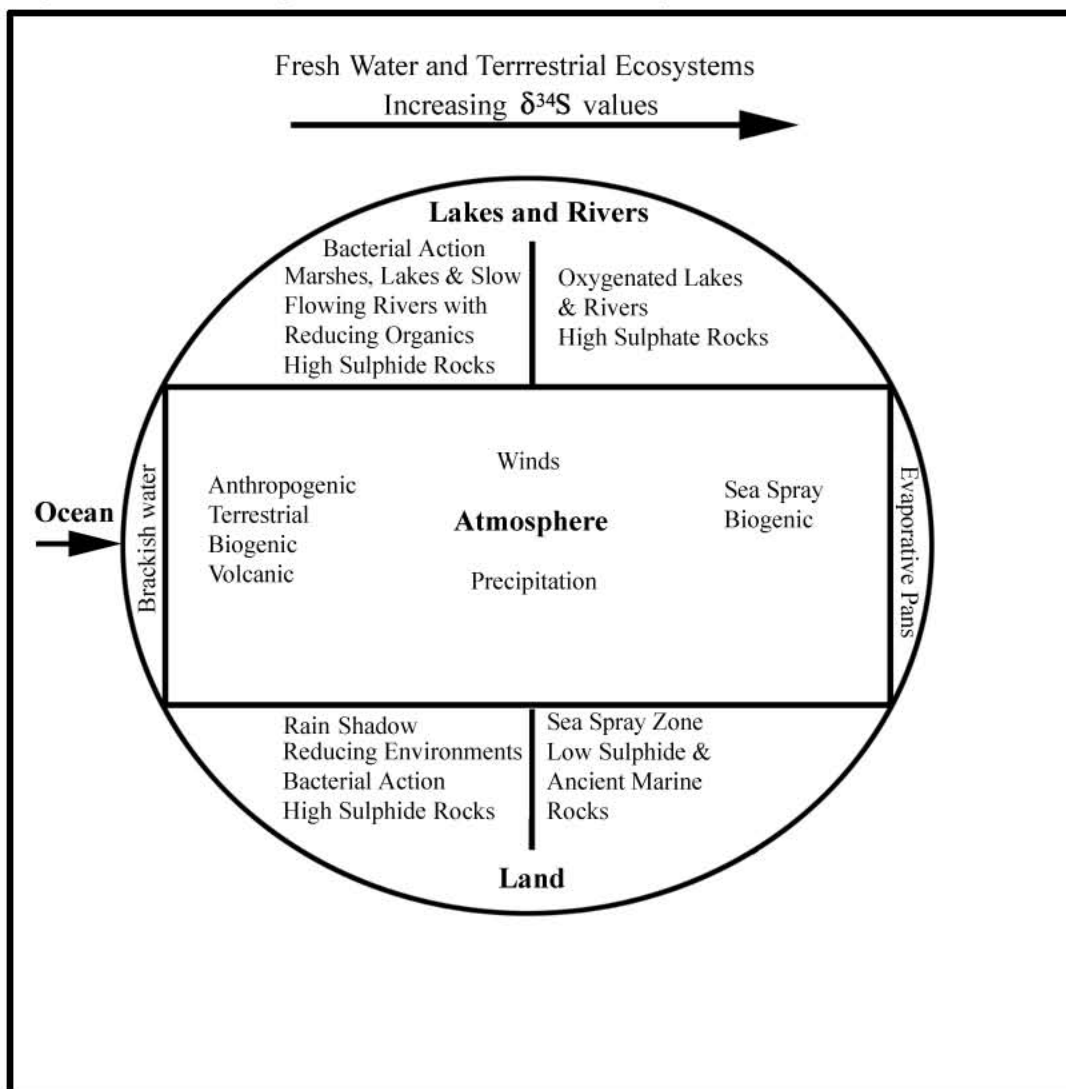 Fresh Water and Terrrestrial Ecosystems
Increasing δ³⁴S values
Lakes and Rivers
Bacterial Action
Marshes, Lakes & Slow
Flowing Rivers with
Reducing Organics
High Sulphide Rocks
Oxygenated Lakes
& Rivers
High Sulphate Rocks
Ocean
Brackish water
Anthropogenic
Terrestrial
Biogenic
Volcanic
Winds
Atmosphere
Precipitation
Sea Spray
Biogenic
Evaporative Pans
Rain Shadow
Reducing Environments
Bacterial Action
High Sulphide Rocks
Sea Spray Zone
Low Sulphide &
Ancient Marine
Rocks
Land